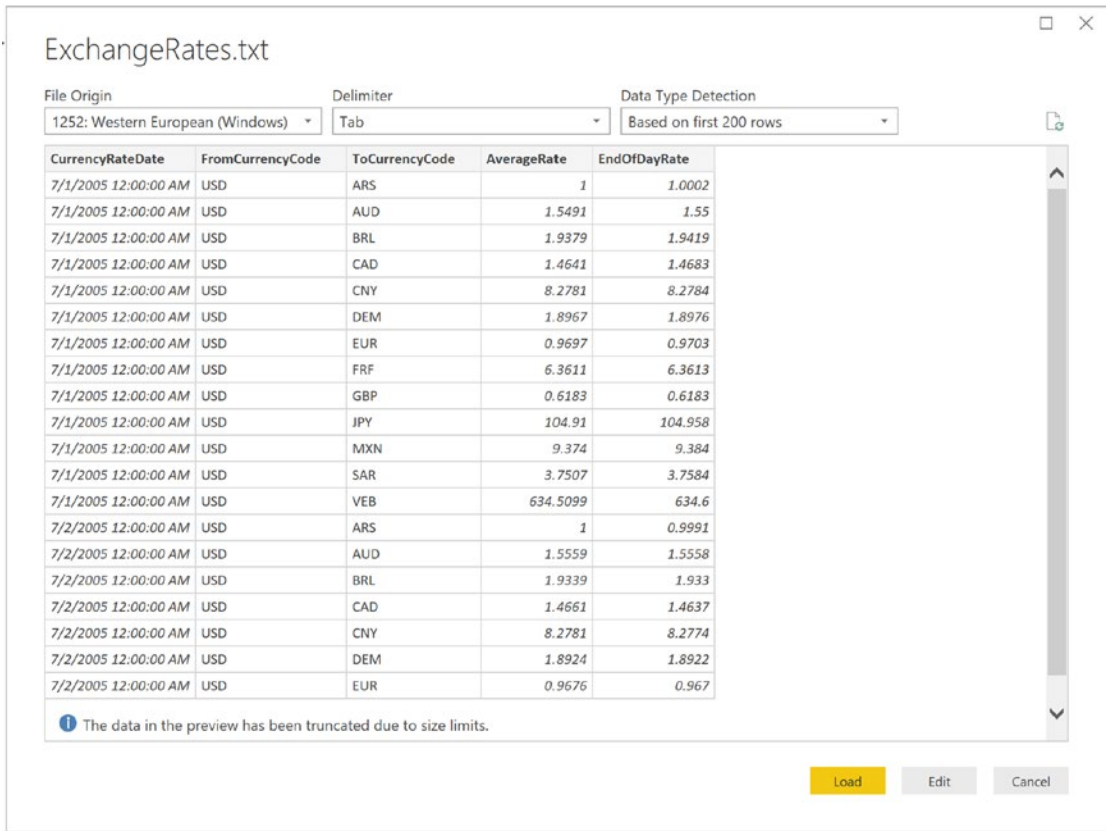 ExchangeRates.txt
File Origin Delimiter Data Type Detection
1252: Western European (Windows) Tab Based on first 200 rows
CurrencyRateDate FromCurrencyCode ToCurrencyCode AverageRate EndOfDayRate
7/1/2005 12:00:00 AM USD ARS 1 1.0002
7/1/2005 12:00:00 AM USD AUD 1.5491 1.55
7/1/2005 12:00:00 AM USD BRL 1.9379 1.9419
7/1/2005 12:00:00 AM USD CAD 1.4641 1.4683
7/1/2005 12:00:00 AM USD CNY 8.2781 8.2784
7/1/2005 12:00:00 AM USD DEM 1.8967 1.8976
7/1/2005 12:00:00 AM USD EUR 0.9697 0.9703
7/1/2005 12:00:00 AM USD FRF 6.3611 6.3613
7/1/2005 12:00:00 AM USD GBP 0.6183 0.6183
7/1/2005 12:00:00 AM USD JPY 104.91 104.958
7/1/2005 12:00:00 AM USD MXN 9.374 9.384
7/1/2005 12:00:00 AM USD SAR 3.7507 3.7584
7/1/2005 12:00:00 AM USD VEB 634.5099 634.6
7/2/2005 12:00:00 AM USD ARS 1 0.9991
7/2/2005 12:00:00 AM USD AUD 1.5559 1.5558
7/2/2005 12:00:00 AM USD BRL 1.9339 1.933
7/2/2005 12:00:00 AM USD CAD 1.4661 1.4637
7/2/2005 12:00:00 AM USD CNY 8.2781 8.2774
7/2/2005 12:00:00 AM USD DEM 1.8924 1.8922
7/2/2005 12:00:00 AM USD EUR 0.9676 0.967
The data in the preview has been truncated due to size limits.
Load Edit Cancel